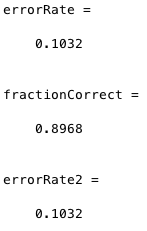 errorRate =
0.1032
fractionCorrect =
0.8968
errorRate2 =
0.1032